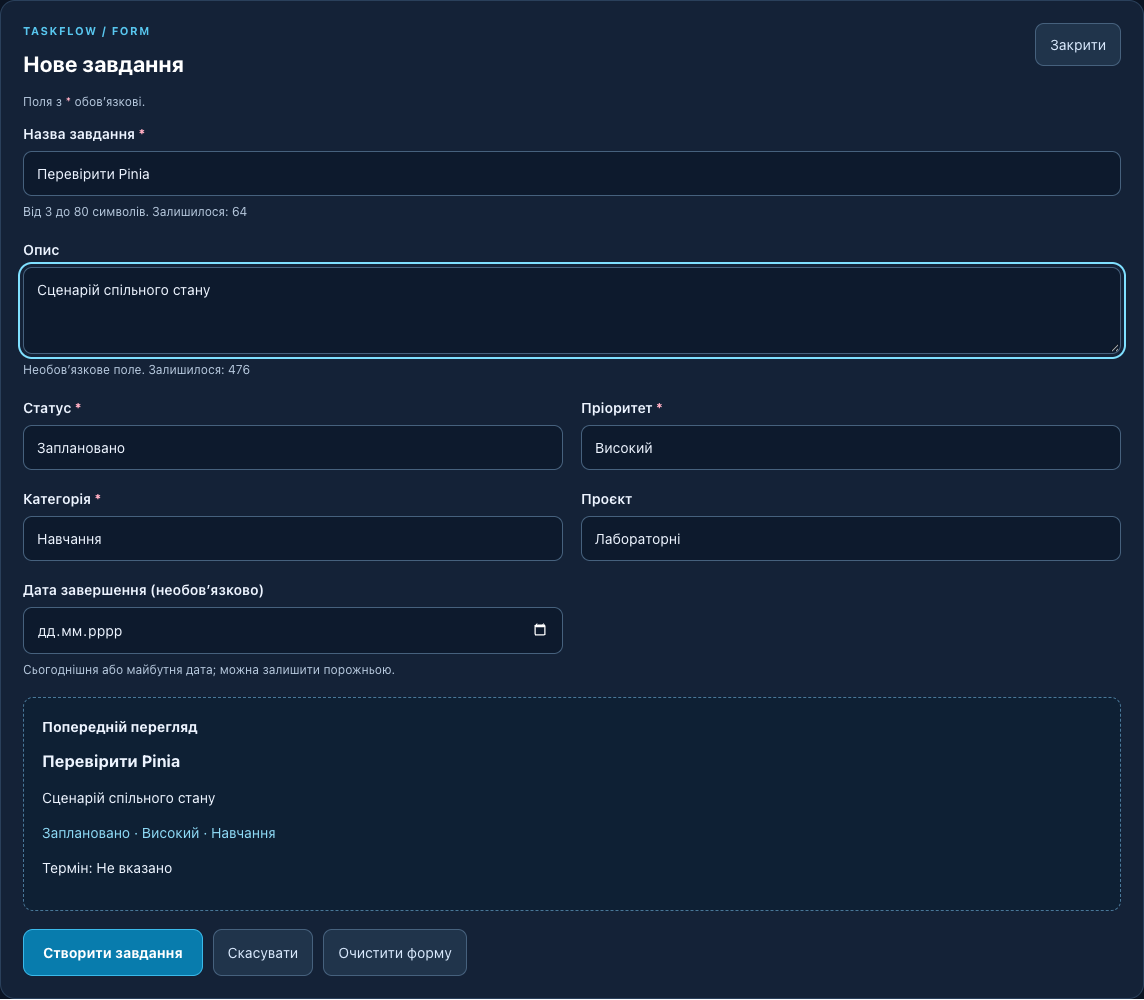 TASKFLOW / FORM
Нове завдання
Закрити
Поля з * обов’язкові.
Назва завдання *
Перевірити Pinia
Від 3 до 80 символів. Залишилося: 64
Опис
Сценарій спільного стану
Необов’язкове поле. Залишилося: 476
Статус *
Пріоритет *
Заплановано
Високий
Категорія *
Проєкт
Навчання
Лабораторні
Дата завершення (необов’язково)
дд.мм.рррр
Сьогоднішня або майбутня дата; можна залишити порожньою.
Попередній перегляд
Перевірити Pinia
Сценарій спільного стану
Заплановано · Високий · Навчання
Термін: Не вказано
Створити завдання
Скасувати
Очистити форму